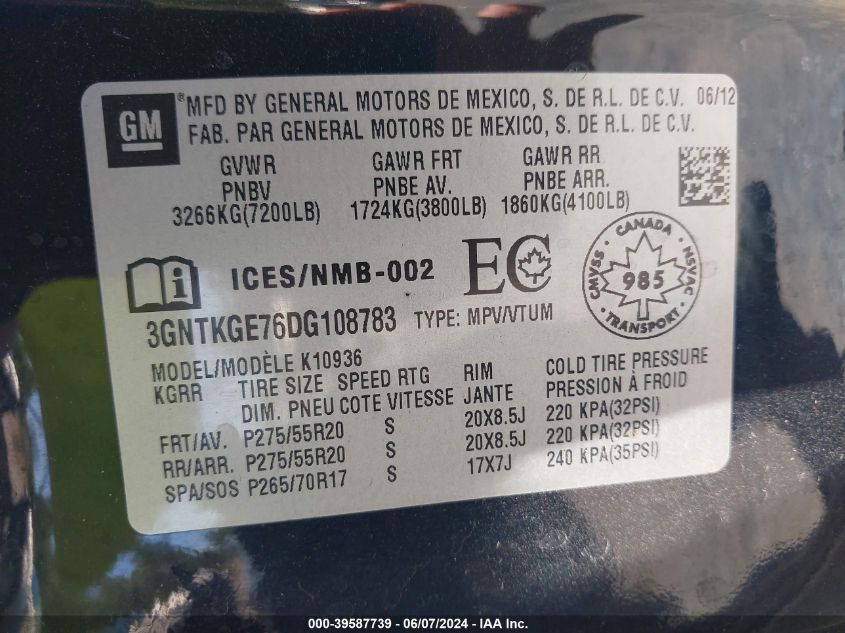 GM ®MFD BY GENERAL MOTORS DE MEXICO, S. DE R.L. DE C.V. 06/12
FAB. PAR GENERAL MOTORS DE MEXICO, S. DE R.L. DE C.V.
GVWR GAWR FRT GAWR RR
PNBV PNBE AV. PNBE ARR.
3266KG(7200LB) 1724KG(3800LB) 1860KG(4100LB)
i ICES/NMB-002 EC CANADA CMVSS 985 NSVAC TRANSPORT
3GNTKGE76DG108783 TYPE: MPV/VTUM
MODEL/MODÈLE K10936
KGRR TIRE SIZE SPEED RTG RIM COLD TIRE PRESSURE
DIM. PNEU COTE VITESSE JANTE PRESSION À FROID
FRT/AV. P275/55R20 S 20X8.5J 220 KPA(32PSI)
RR/ARR. P275/55R20 S 20X8.5J 220 KPA(32PSI)
SPA/SOS P265/70R17 S 17X7J 240 KPA(35PSI)
000-39587739 - 06/07/2024 - IAA Inc.